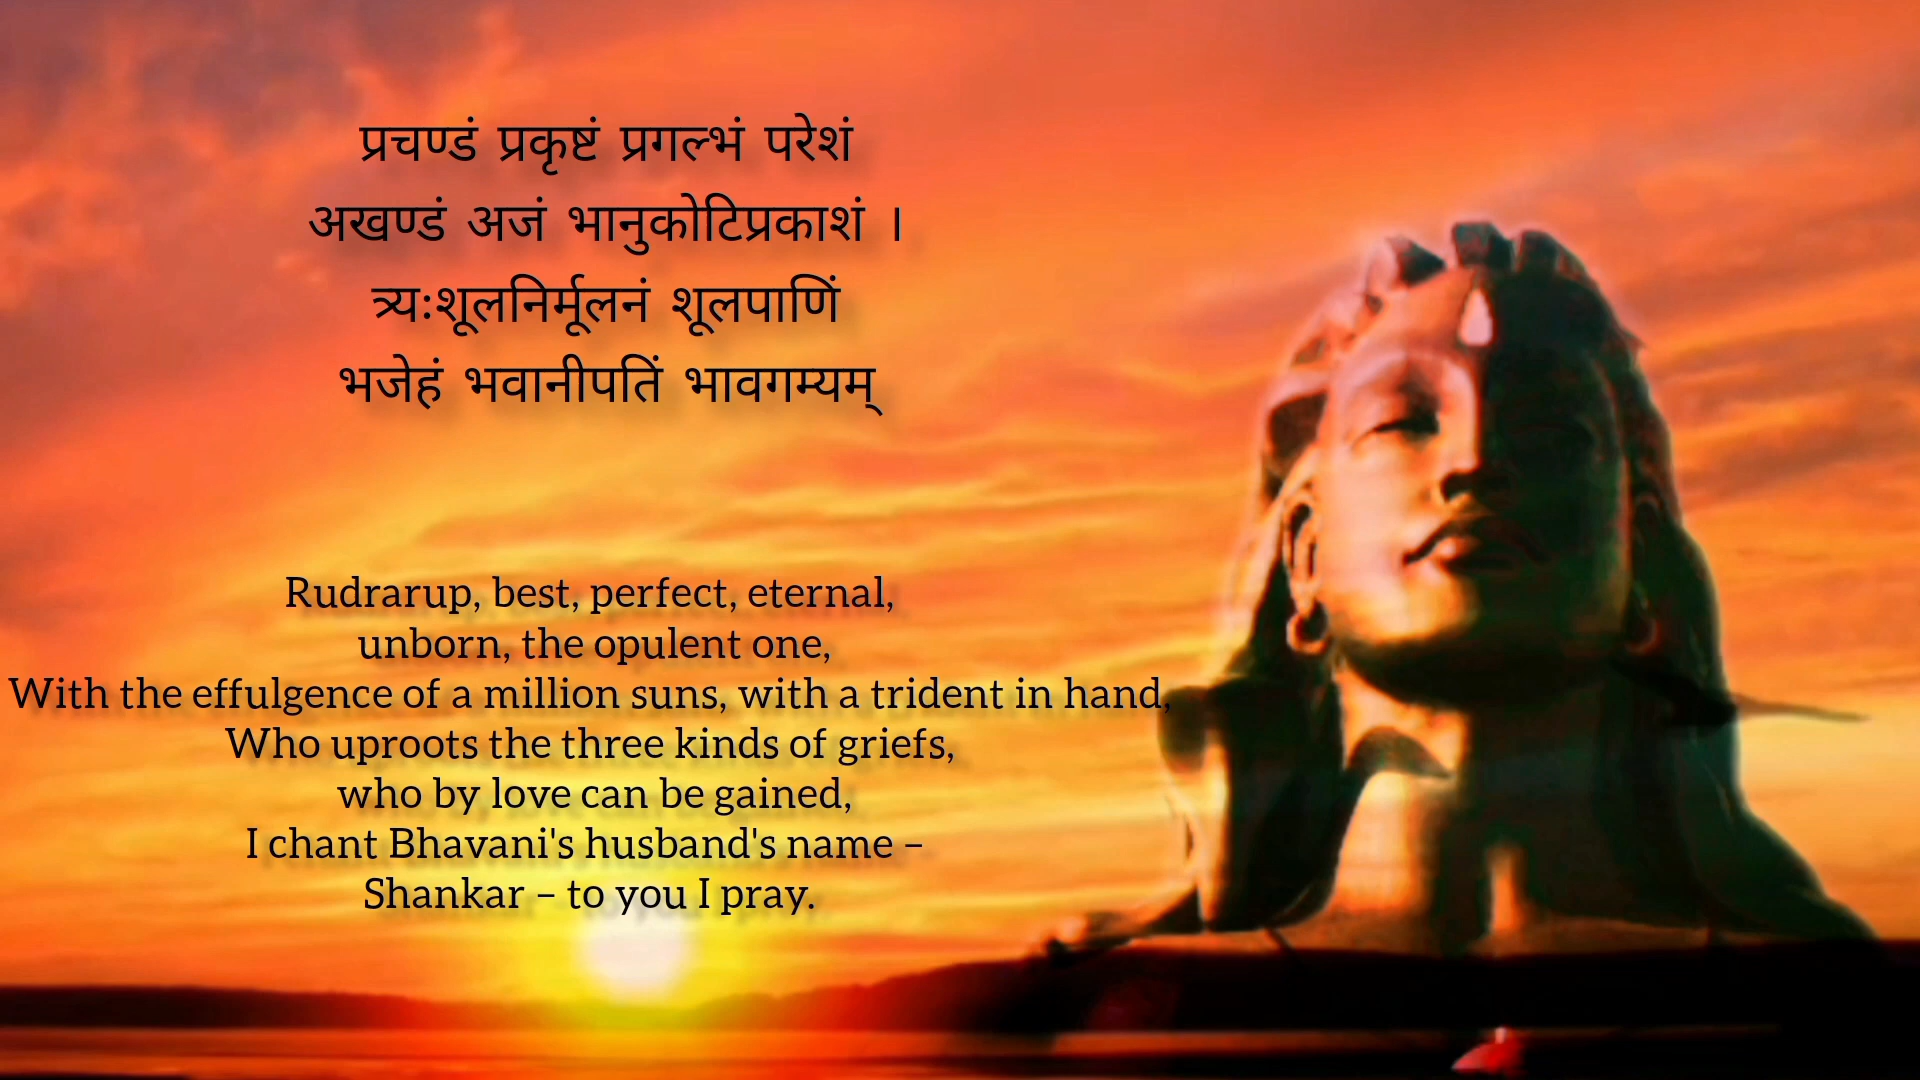 प्रचण्डं प्रकृष्टं प्रगल्भं परेशं
अखण्डं अजं भानुकोटिप्रकाशं ।
त्र्यःशूलनिर्मूलनं शूलपाणिं
भजेहं भवानीपतिं भावगम्यम्
Rudrarup, best, perfect, eternal,
unborn, the opulent one,
With the effulgence of a million suns, with a trident in hand,
Who uproots the three kinds of griefs,
who by love can be gained,
I chant Bhavani's husband's name –
Shankar – to you I pray.